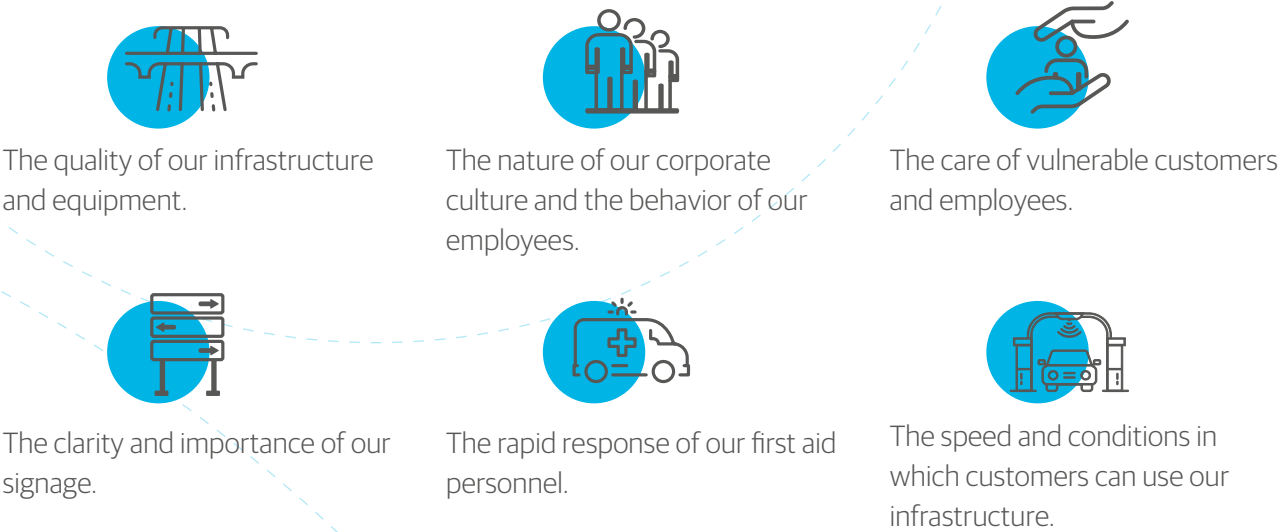 The quality of our infrastructure
and equipment.
The nature of our corporate
culture and the behavior of our
employees.
The care of vulnerable customers
and employees.
The clarity and importance of our
signage.
The rapid response of our first aid
personnel.
The speed and conditions in
which customers can use our
infrastructure.